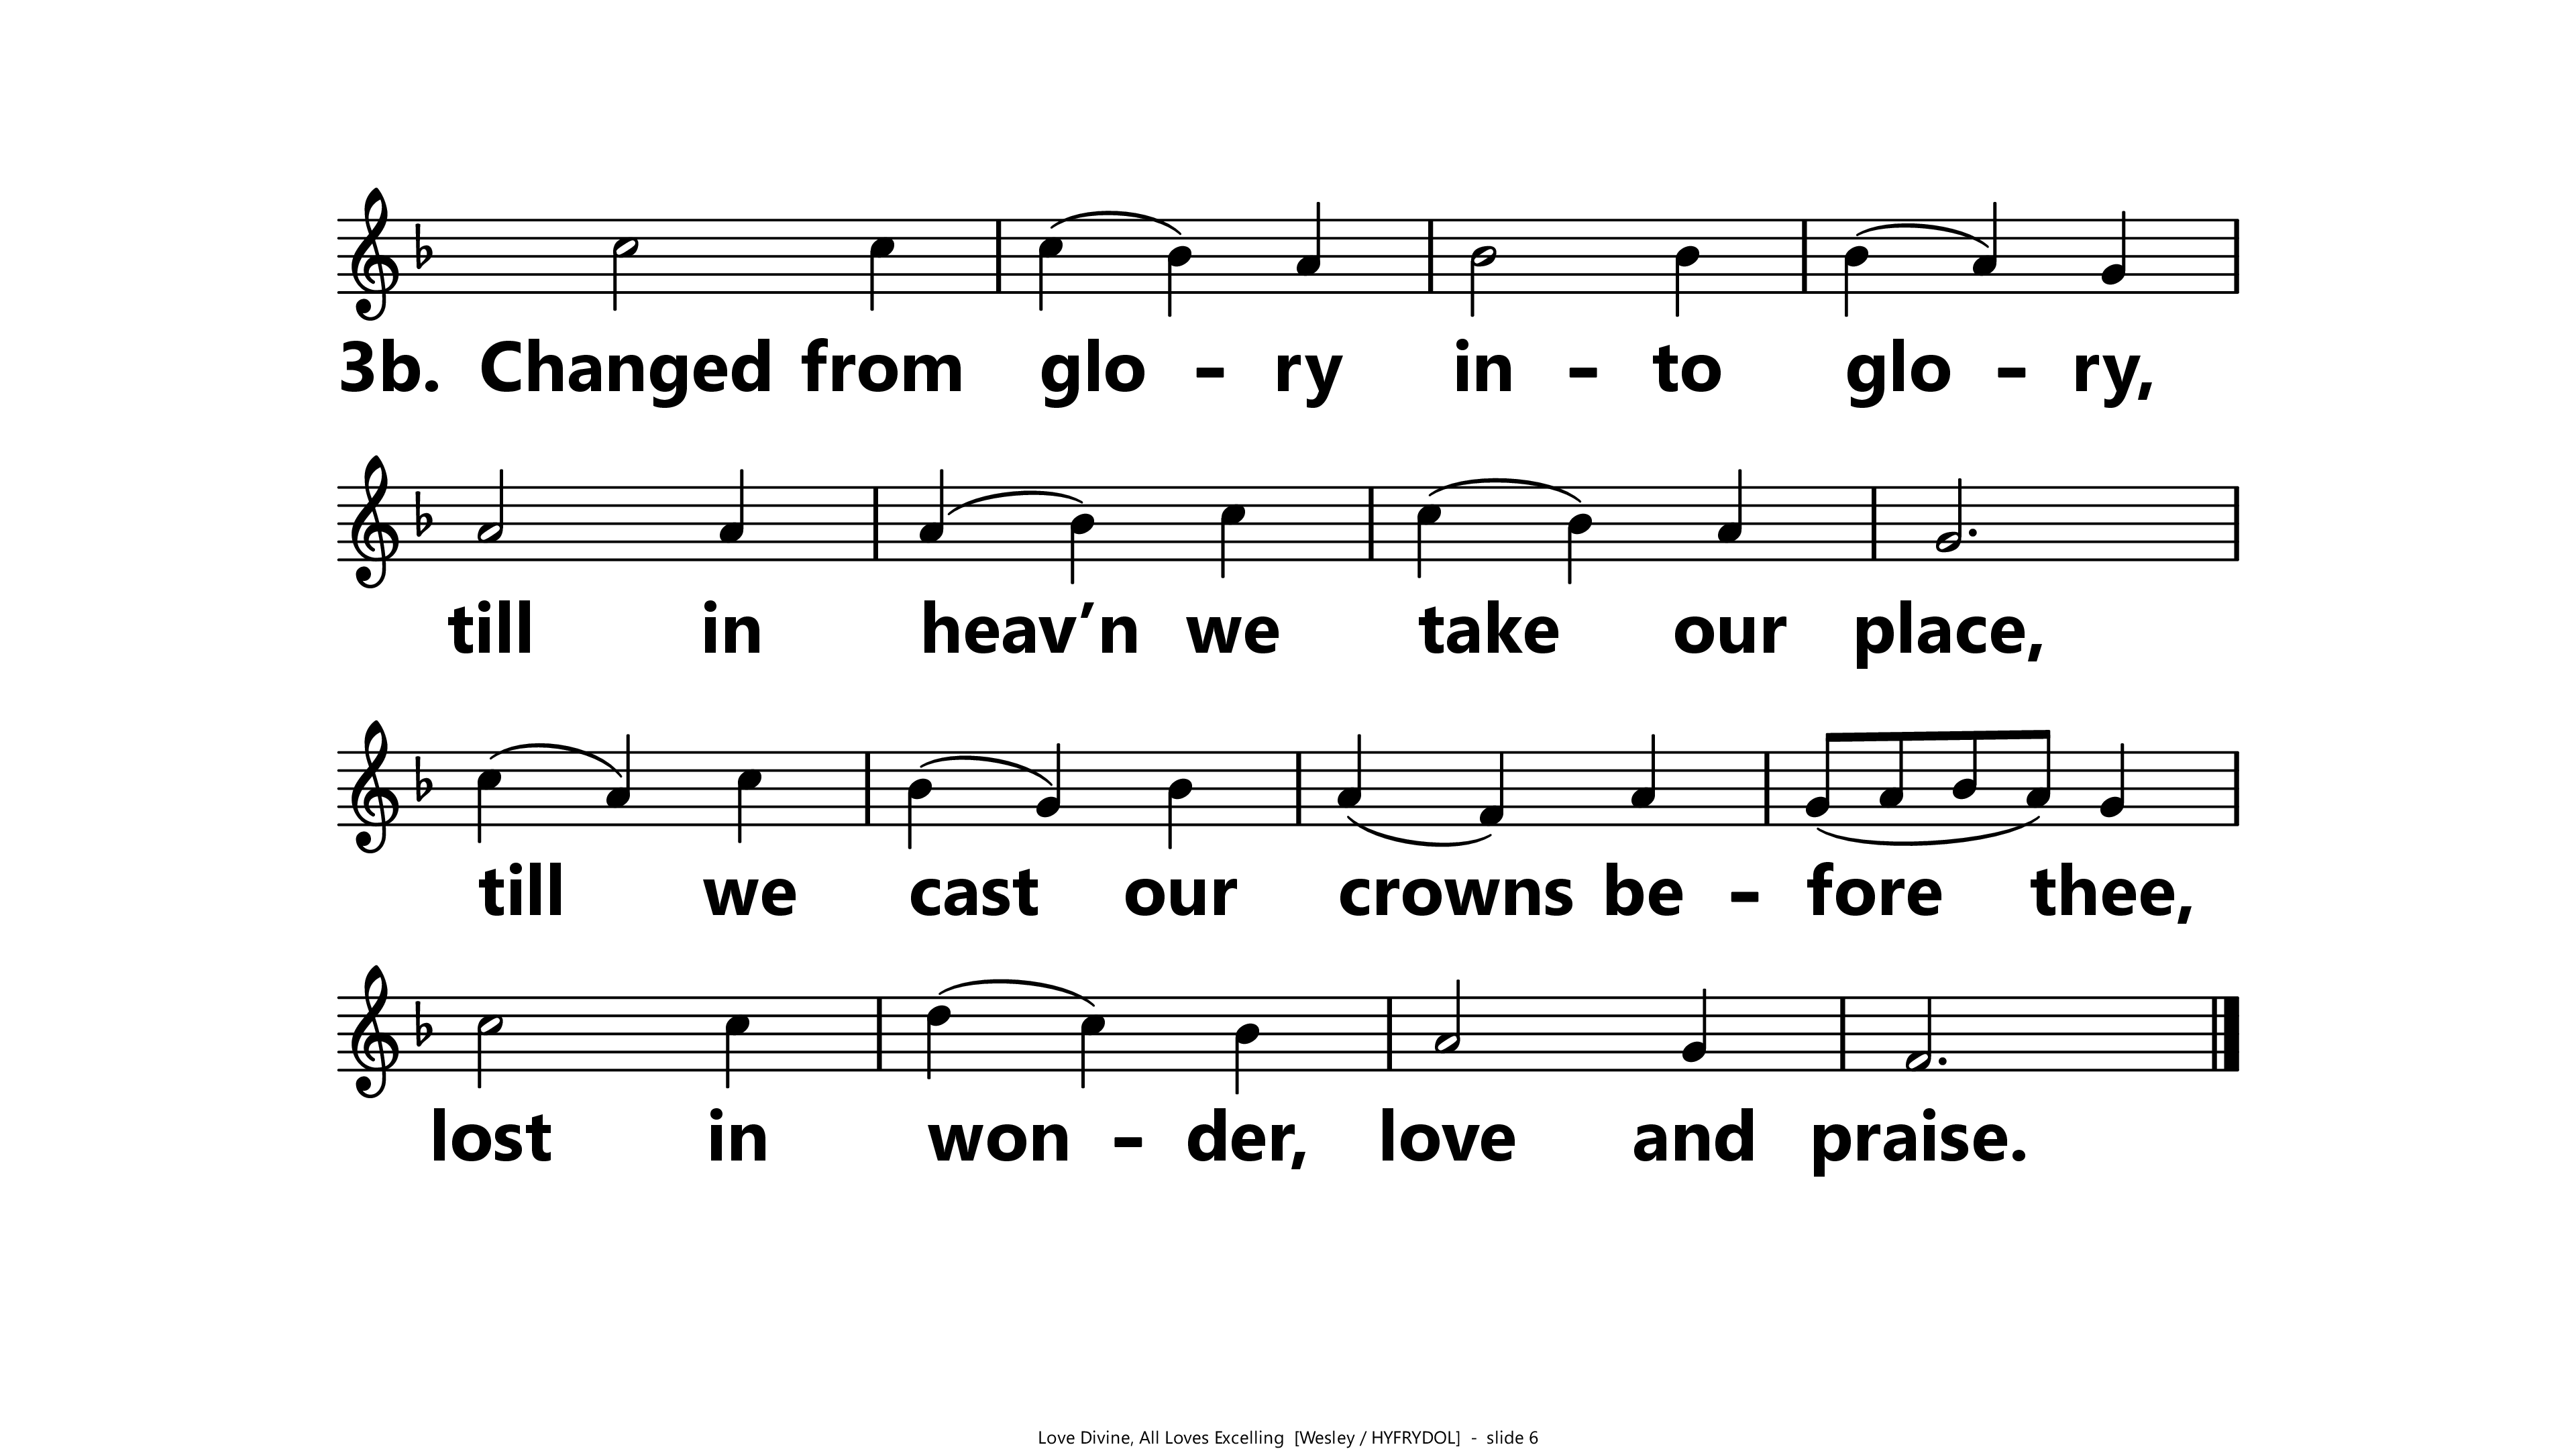 3b. Changed from glo - ry in - to glo - ry,
till in heav’n we take our place,
till we cast our crowns be - fore thee,
lost in won - der, love and praise.
Love Divine, All Loves Excelling [Wesley / HYFRYDOL] - slide 6